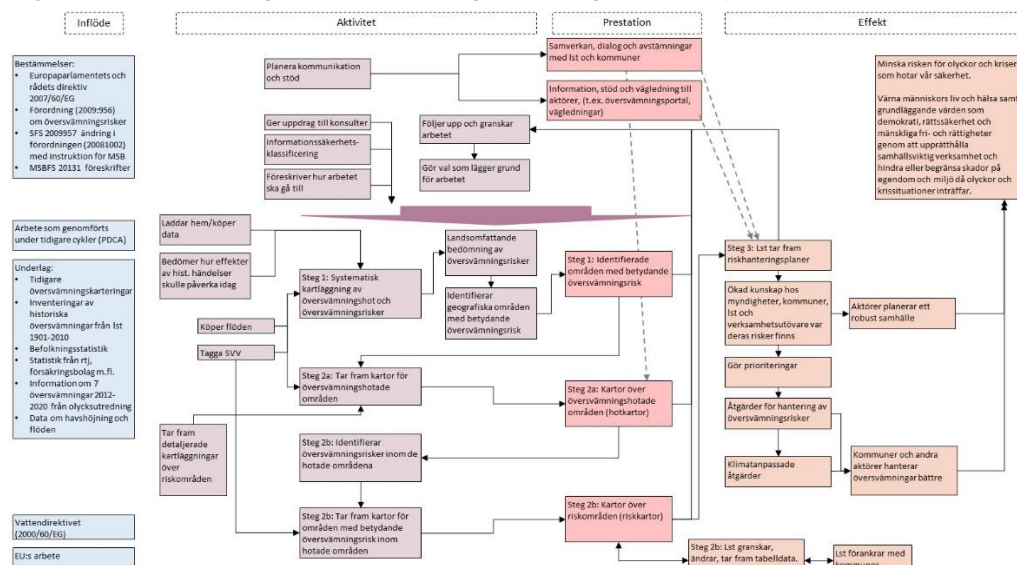 Inflöde
Aktivitet
Prestation
Effekt
Bestämmelser:
• Europaparlamentets och
rådets direktiv
2007/60/EG
• Förordning (2009:956)
om översvämningsrisker
• SFS 2009957 ändring i
förordningen (20081002)
med instruktion för MSB
• MSBFS 20131 föreskrifter
Arbete som genomförts
under tidigare cykler (PDCA)
Underlag:
• Tidigare
översvämningskarteringar
• Inventeringar av
historiska
översvämningar från lst
1901-2010
• Befolkningsstatistik
• Statistik från rtj,
försäkringsbolag m.fl.
• Information om 7
översvämningar 2012-
2020 från olycksutredning
• Data om havshöjning och
flöden
Vattendirektivet
(2000/60/EG)
EU:s arbete
Planera kommunikation
och stöd
Ger uppdrag till konsulter
Informationssäkerhets-
klassificering
Föreskriver hur arbetet
ska gå till
Följer upp och granskar
arbetet
Gör val som lägger grund
för arbetet
Laddar hem/köper
data
Bedömer hur effekter
av hist. händelser
skulle påverka idag
Steg 1: Systematisk
kartläggning av
översvämningshot och
översvämningsrisker
Landsomfattande
bedömning av
översvämningsrisker
Identifierar
geografiska områden
med betydande
översvämningsrisk
Köper flöden
Tagga SVV
Steg 2a: Tar fram kartor för
översvämningshotade
områden
Tar fram
detaljerade
kartläggningar
över
riskområden
Steg 2b: Identifierar
översvämningsrisker inom de
hotade områdena
Steg 2b: Tar fram kartor för
områden med betydande
översvämningsrisk inom
hotade områden
Samverkan, dialog och avstämningar
med lst och kommuner
Information, stöd och vägledning till
aktörer, (t.ex. översvämningsportal,
vägledningar)
Steg 1: Identifierade
områden med betydande
översvämningsrisk
Steg 2a: Kartor över
översvämningshotade
områden (hotkartor)
Steg 2b: Kartor över
riskområden (riskkartor)
Steg 2b: Lst granskar,
ändrar, tar fram tabelldata.
Lst förankrar med
Minska risken för olyckor och kriser
som hotar vår säkerhet.
Värna människors liv och hälsa samt
grundläggande värden som
demokrati, rättssäkerhet och
mänskliga fri- och rättigheter
genom att upprätthålla
samhällsviktig verksamhet och
hindra eller begränsa skador på
egendom och miljö då olyckor och
krissituationer inträffar.
Steg 3: Lst tar fram
riskhanteringsplaner
Ökad kunskap hos
myndigheter, kommuner,
lst och
verksamhetsutövare var
deras risker finns
Aktörer planerar ett
robust samhälle
Gör prioriteringar
Åtgärder för hantering av
översvämningsrisker
Klimatanpassade
åtgärder
Kommuner och andra
aktörer hanterar
översvämningar bättre